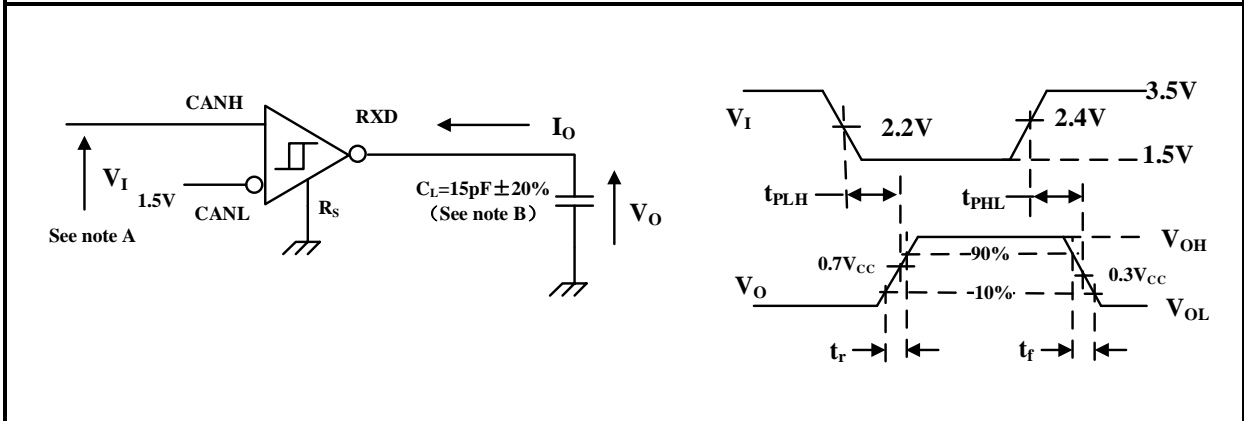 CANH
RXD
I_O
V_I
1.5V
CANL
R_S
C_L=15pF±20%
（See note B）
V_O
See note A
V_I
2.2V
2.4V
3.5V
1.5V
t_PLH
t_PHL
V_OH
0.7V_CC
90%
0.3V_CC
V_O
10%
V_OL
t_r
t_f